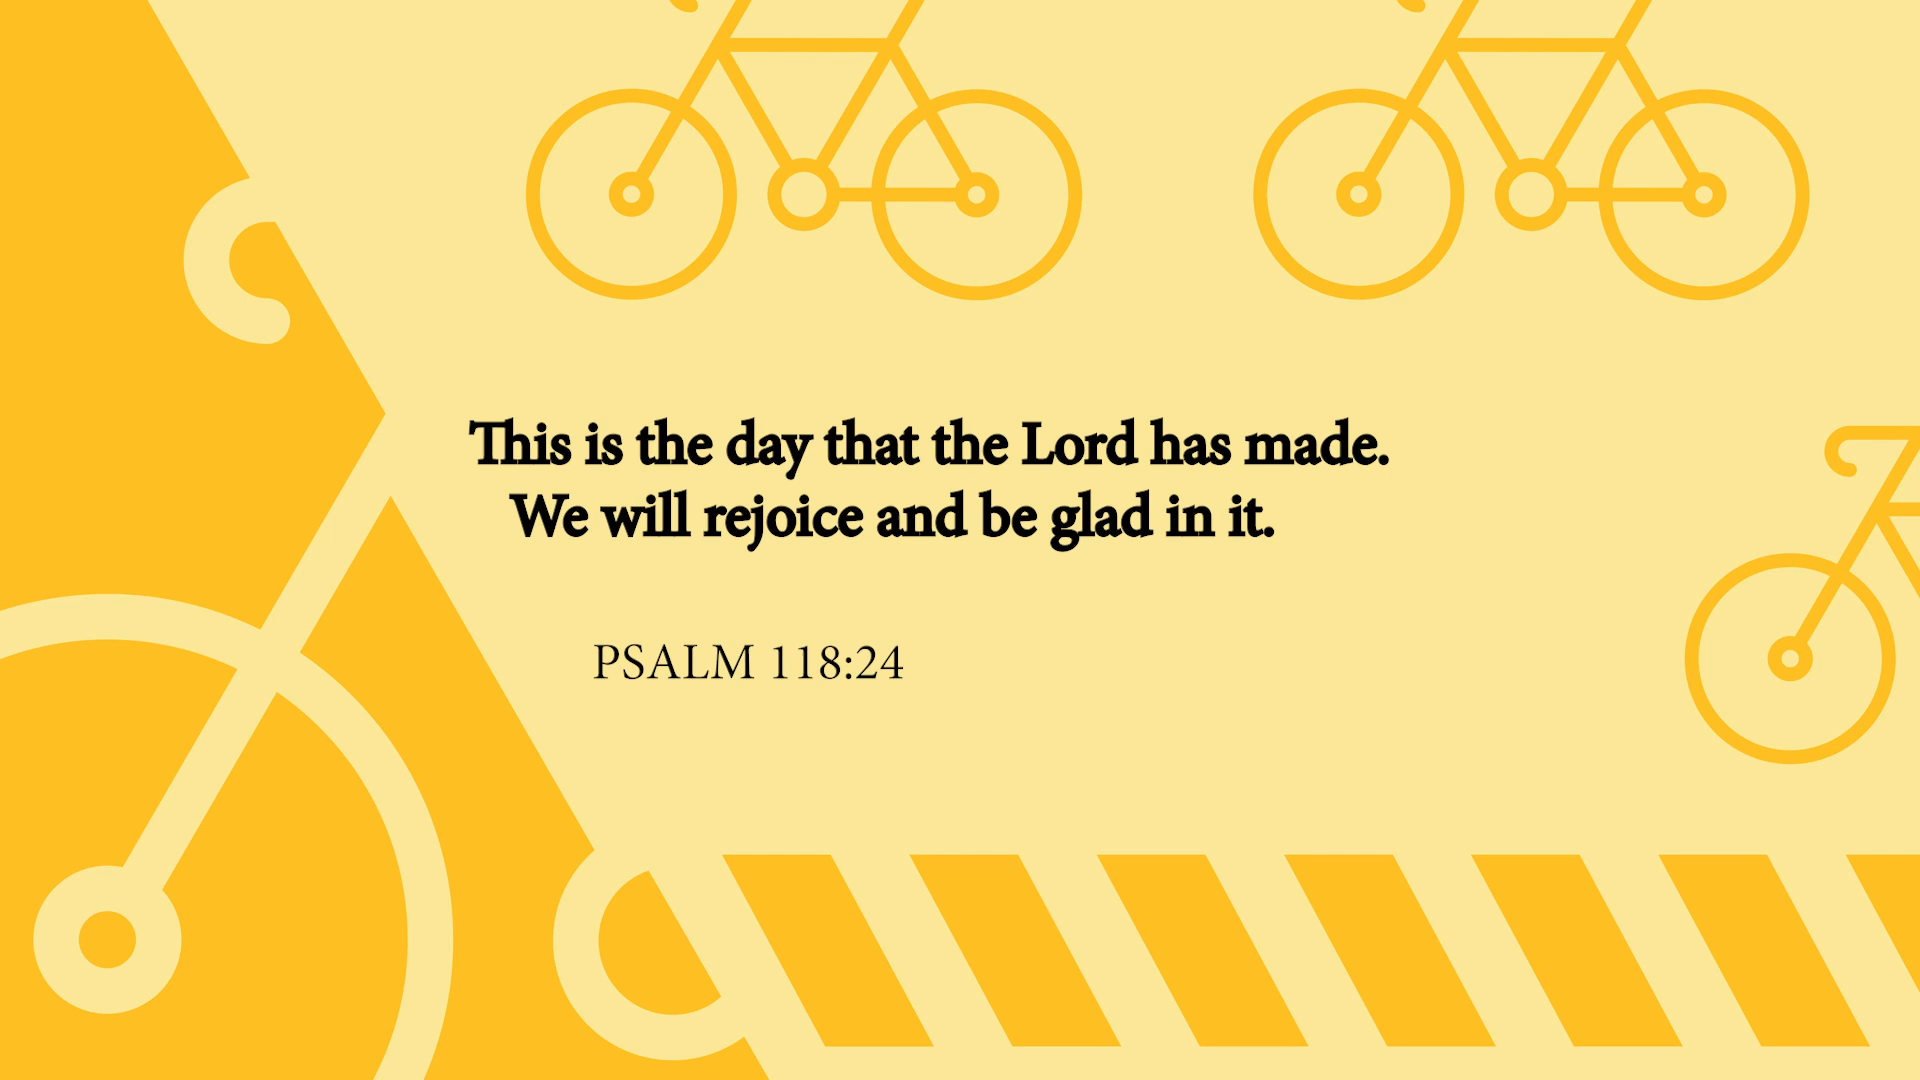 This is the day that the Lord has made.
We will rejoice and be glad in it.
PSALM 118:24